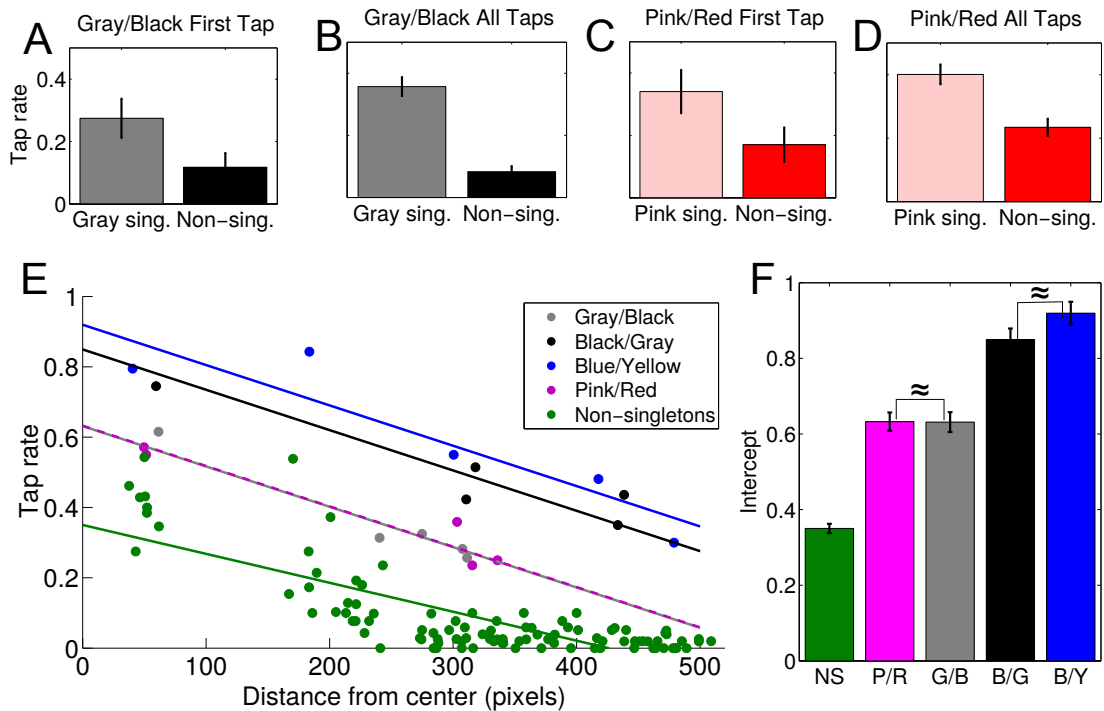 A
Gray/Black First Tap
B
Gray/Black All Taps
C
Pink/Red First Tap
D
Pink/Red All Taps
Tap rate
0.4
0.2
0
Gray sing. Non−sing.
Gray sing. Non−sing.
Pink sing. Non−sing.
Pink sing. Non−sing.
E
Tap rate
1
0.8
0.6
0.4
0.2
0
0 100 200 300 400 500
Distance from center (pixels)
Gray/Black
Black/Gray
Blue/Yellow
Pink/Red
Non−singletons
F
Intercept
1
0.8
0.6
0.4
0.2
0
≈
≈
NS P/R G/B B/G B/Y